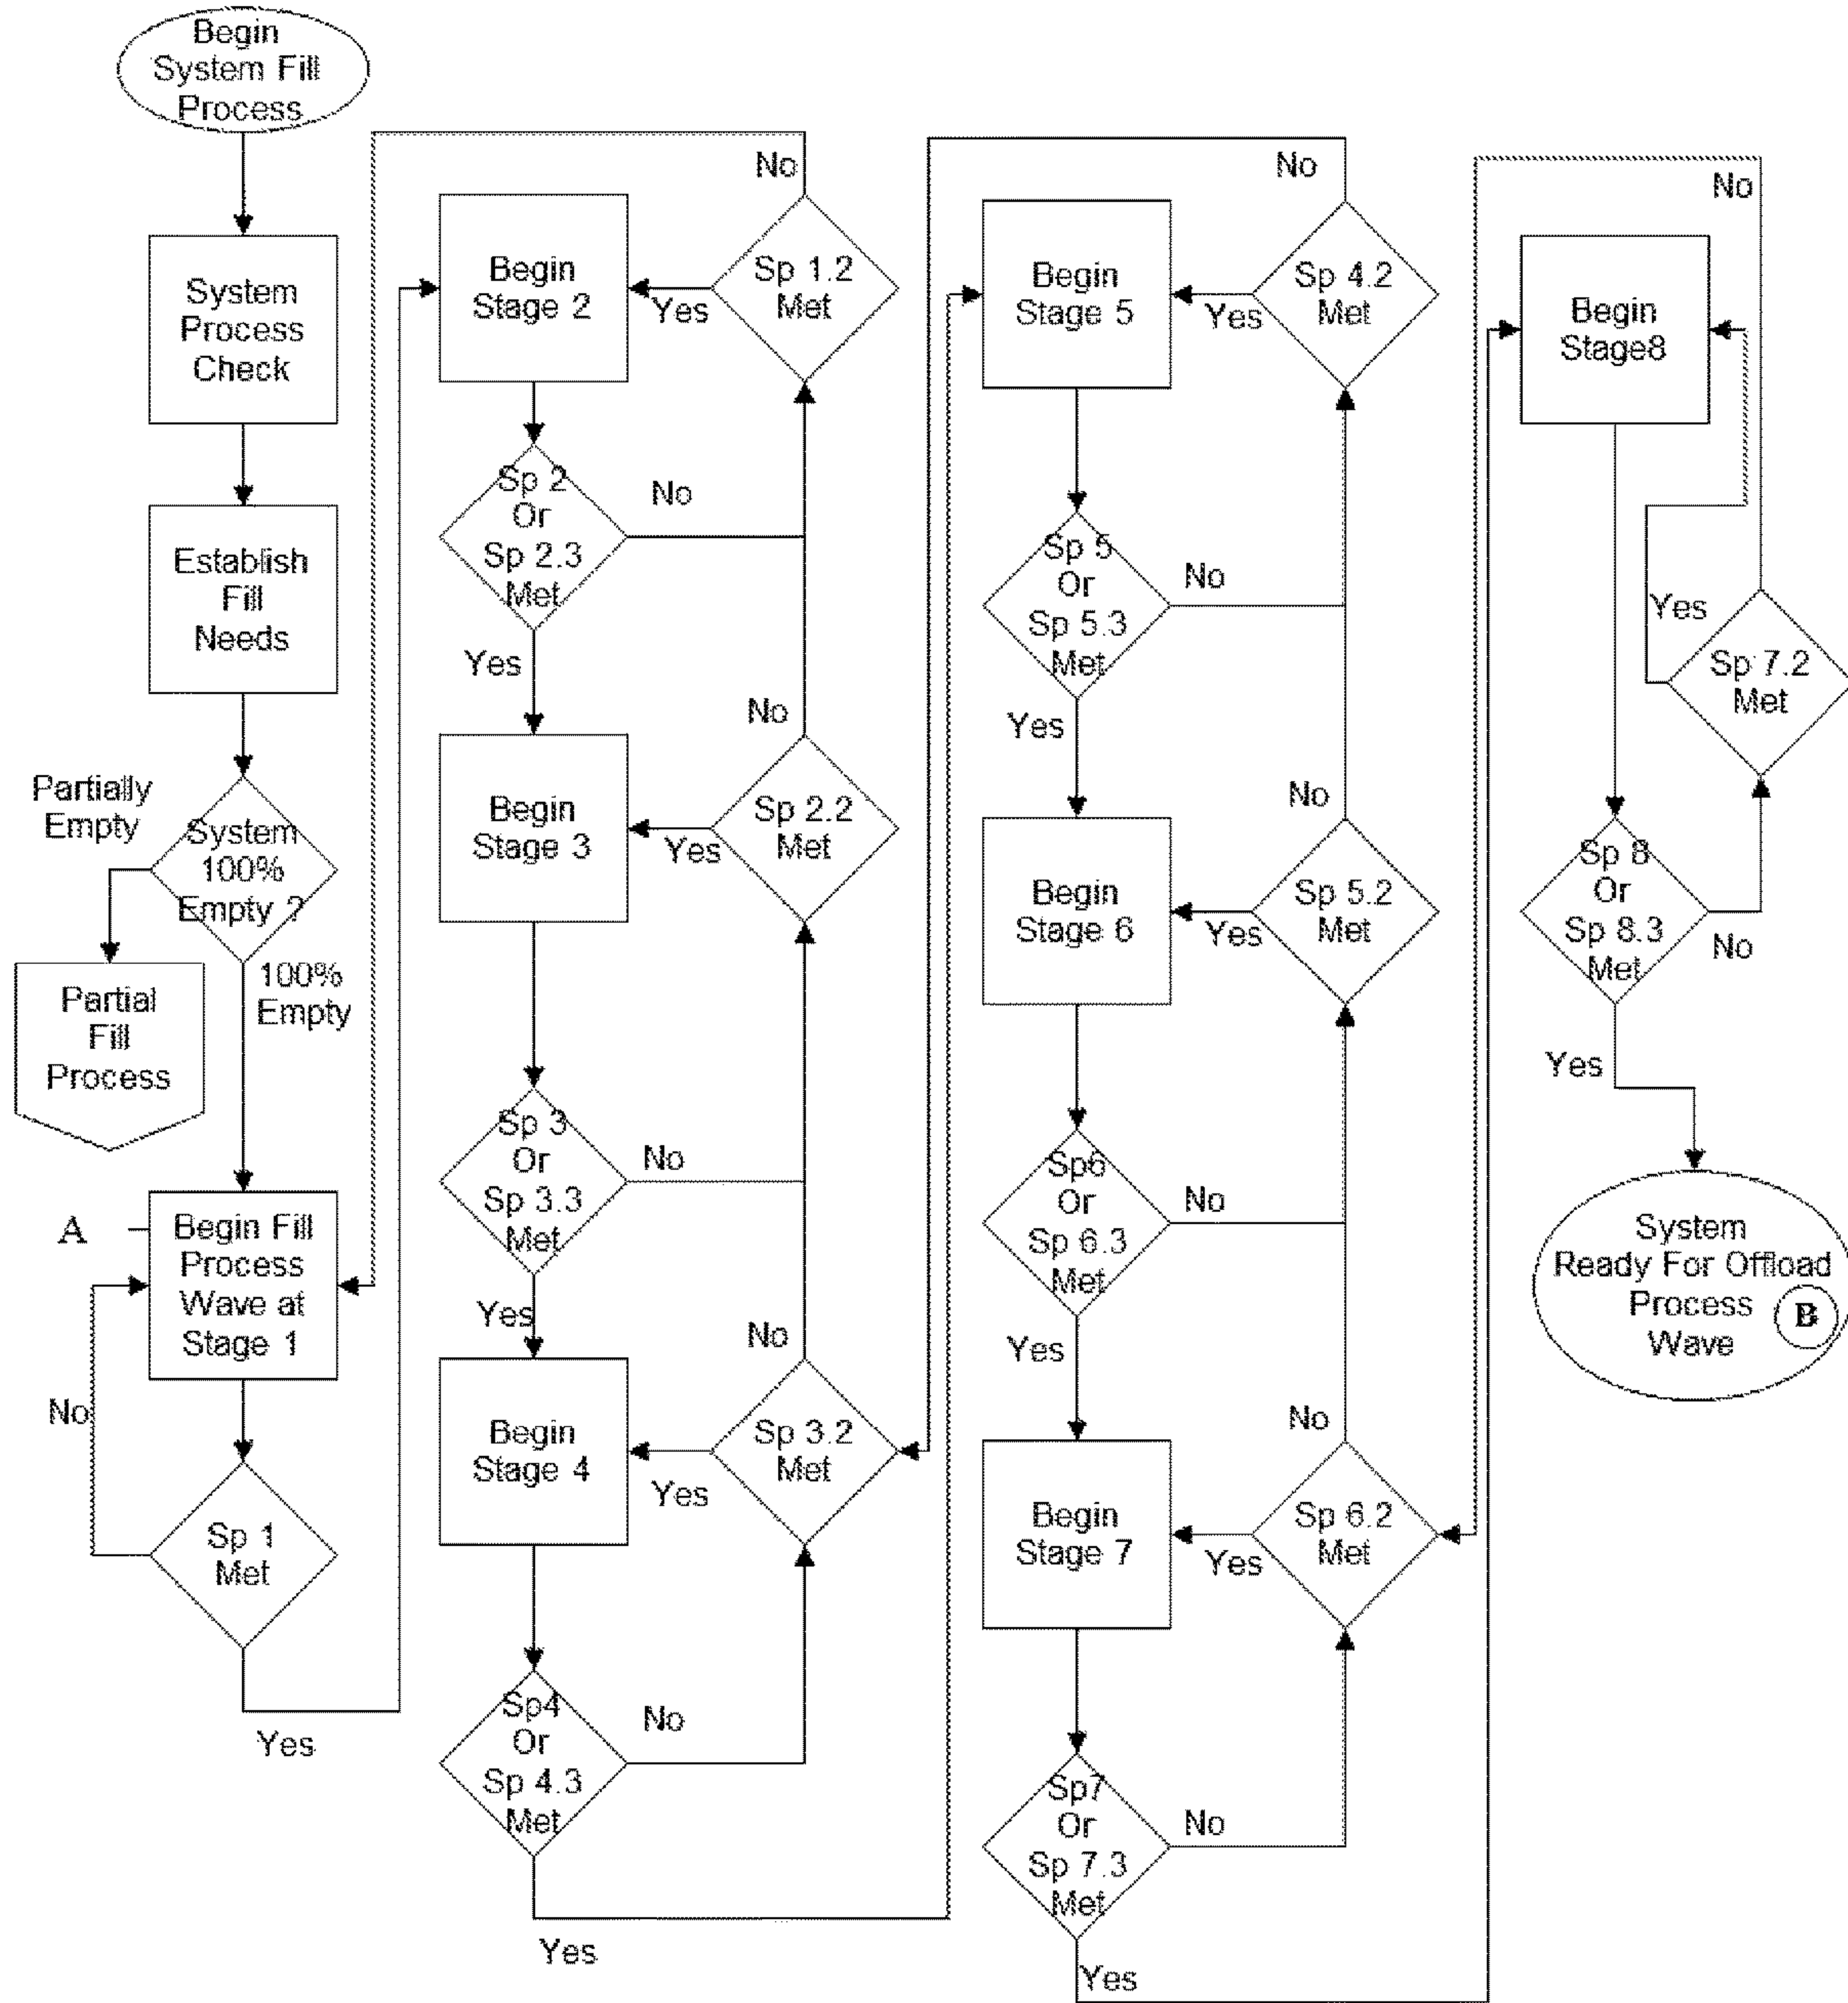 Begin
System Fill
Process
System
Process
Check
Establish
Fill
Needs
Partially
Empty
System
100%
Empty ?
100%
Empty
Partial
Fill
Process
A
Begin Fill
Process
Wave at
Stage 1
No
Sp 1
Met
Yes
No
Begin
Stage 2
Yes
Sp 1.2
Met
Sp 2
Or
Sp 2.3
Met
No
Yes
No
Begin
Stage 3
Yes
Sp 2.2
Met
Sp 3
Or
Sp 3.3
Met
No
Yes
No
Begin
Stage 4
Yes
Sp 3.2
Met
Sp4
Or
Sp 4.3
Met
No
Yes
No
Begin
Stage 5
Yes
Sp 4.2
Met
Sp 5
Or
Sp 5.3
Met
No
Yes
No
Begin
Stage 6
Yes
Sp 5.2
Met
Sp6
Or
Sp 6.3
Met
No
Yes
No
Begin
Stage 7
Yes
Sp 6.2
Met
Sp7
Or
Sp 7.3
Met
No
Yes
No
Begin
Stage8
Yes
Sp 7.2
Met
Sp 8
Or
Sp 8.3
Met
No
Yes
System
Ready For Offload
Process
Wave
B